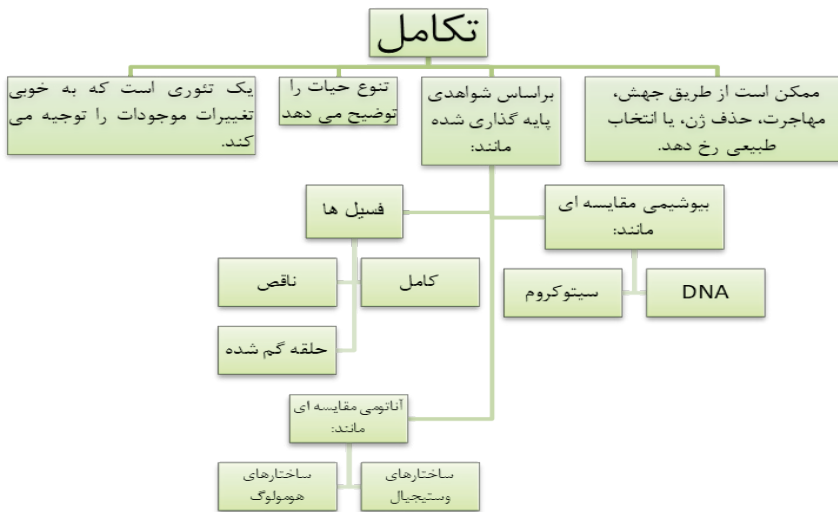 تکامل
ممکن است از طریق جهش،
مهاجرت، حذف ژن، یا انتخاب
طبیعی رخ دهد.
براساس شواهدی
پایه گذاری شده
مانند:
تنوع حیات را
توضیح می دهد
یک تئوری است که به خوبی
تغییرات موجودات را توجیه می
کند.
بیوشیمی مقایسه ای
مانند:
DNA
سیتوکروم
فسیل ها
کامل
ناقص
حلقه گم شده
آناتومی مقایسه ای
مانند:
ساختارهای
وستیجیال
ساختارهای
هومولوگ